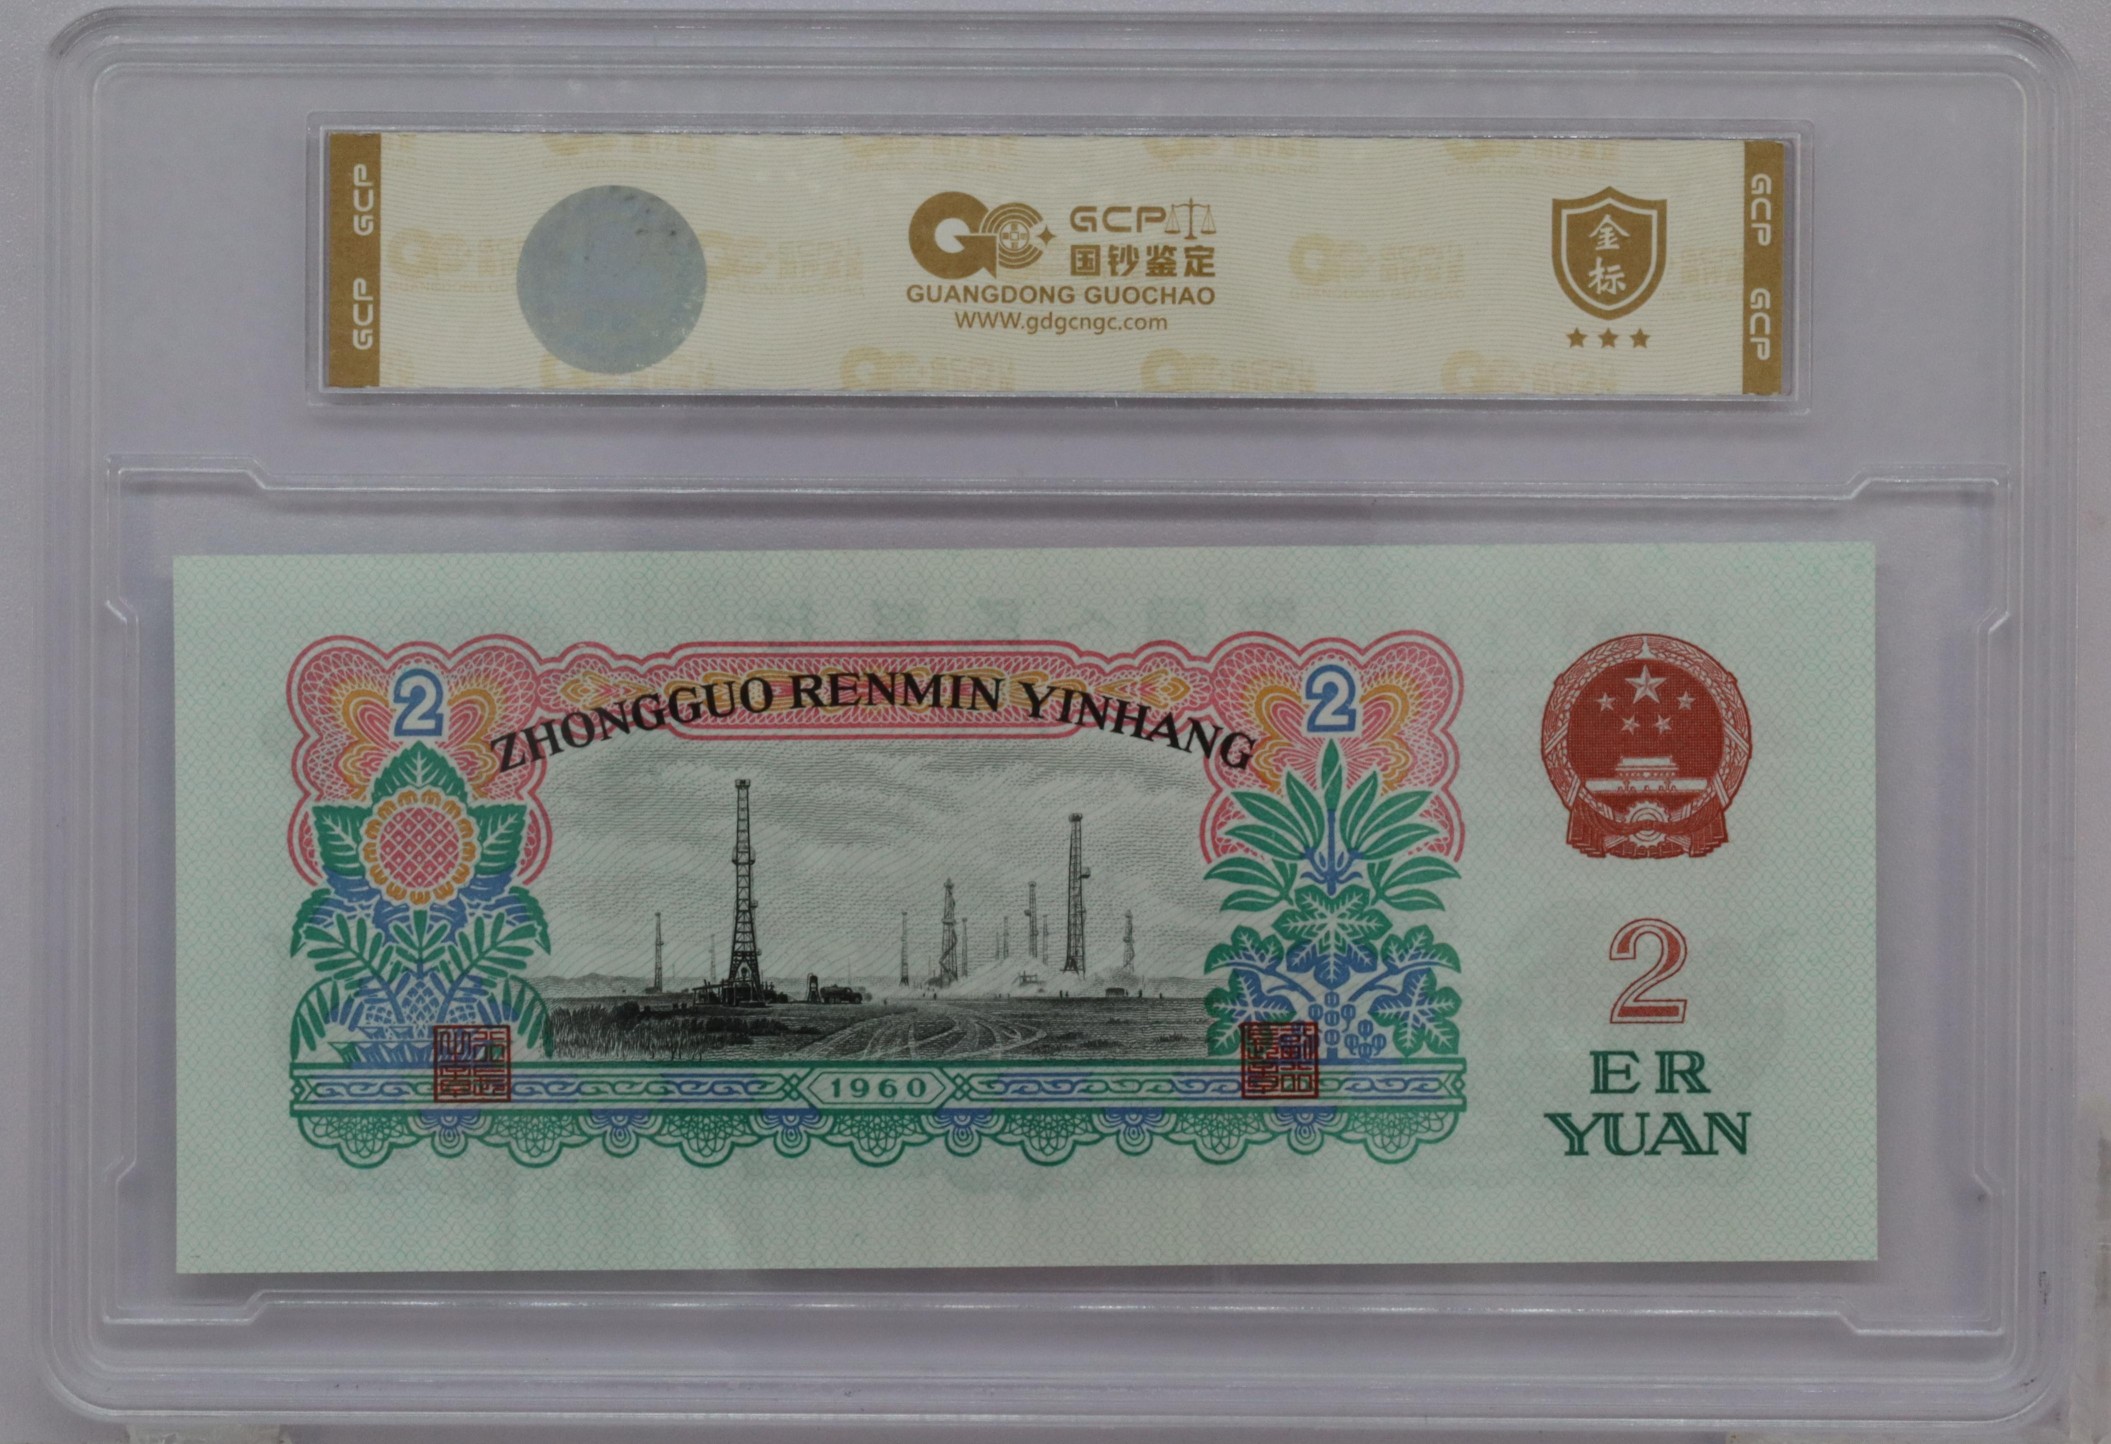 GCP GCP
GCP
国钞鉴定
GUANGDONG GUOCHAO
WWW.gdgcngc.com
金标
GCP GCP
2
ZHONGGUO RENMIN YINHANG
2
2
ER
YUAN
1960